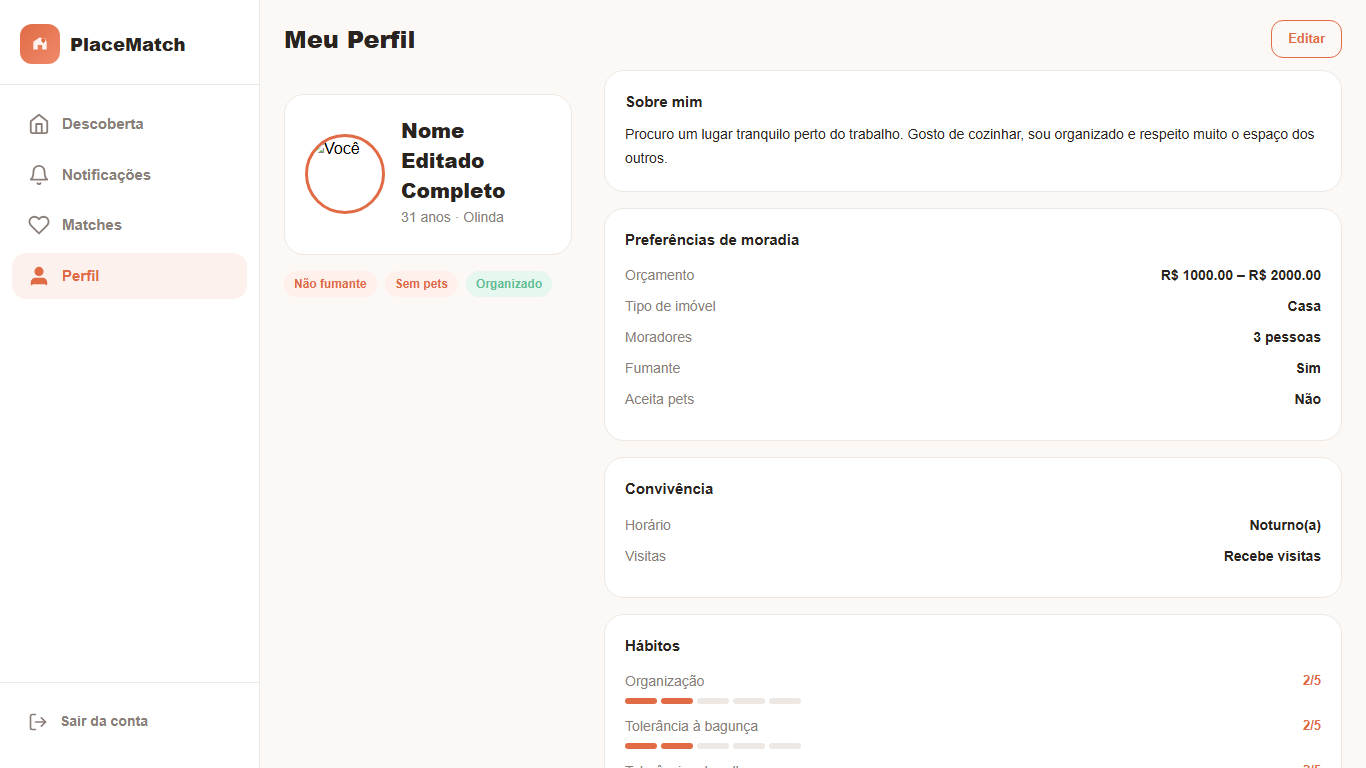 PlaceMatch
Descoberta
Notificações
Matches
Perfil
Sair da conta
Meu Perfil
Editar
Você
Nome
Editado
Completo
31 anos · Olinda
Não fumante
Sem pets
Organizado
Sobre mim
Procuro um lugar tranquilo perto do trabalho. Gosto de cozinhar, sou organizado e respeito muito o espaço dos
outros.
Preferências de moradia
Orçamento R$ 1000.00 – R$ 2000.00
Tipo de imóvel Casa
Moradores 3 pessoas
Fumante Sim
Aceita pets Não
Convivência
Horário Noturno(a)
Visitas Recebe visitas
Hábitos
Organização 2/5
Tolerância à bagunça 2/5